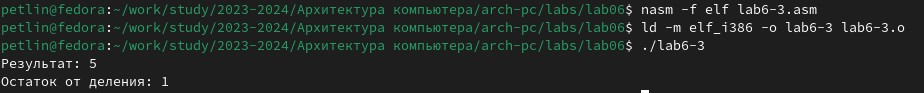 petlin@fedora:~/work/study/2023-2024/Архитектура компьютера/arch-pc/labs/lab06$ nasm -f elf lab6-3.asm
petlin@fedora:~/work/study/2023-2024/Архитектура компьютера/arch-pc/labs/lab06$ ld -m elf_i386 -o lab6-3 lab6-3.o
petlin@fedora:~/work/study/2023-2024/Архитектура компьютера/arch-pc/labs/lab06$ ./lab6-3
Результат: 5
Остаток от деления: 1